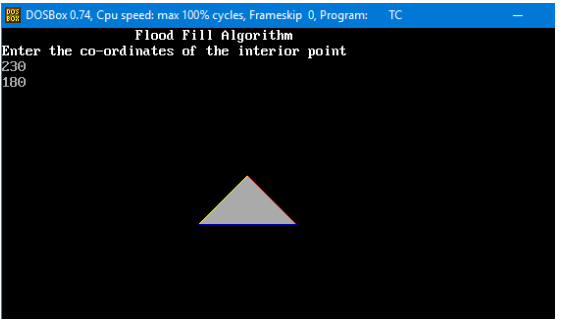 DOS BOX DOSBox 0.74, Cpu speed: max 100% cycles, Frameskip 0, Program: TC
Flood Fill Algorithm
Enter the co-ordinates of the interior point
230
180